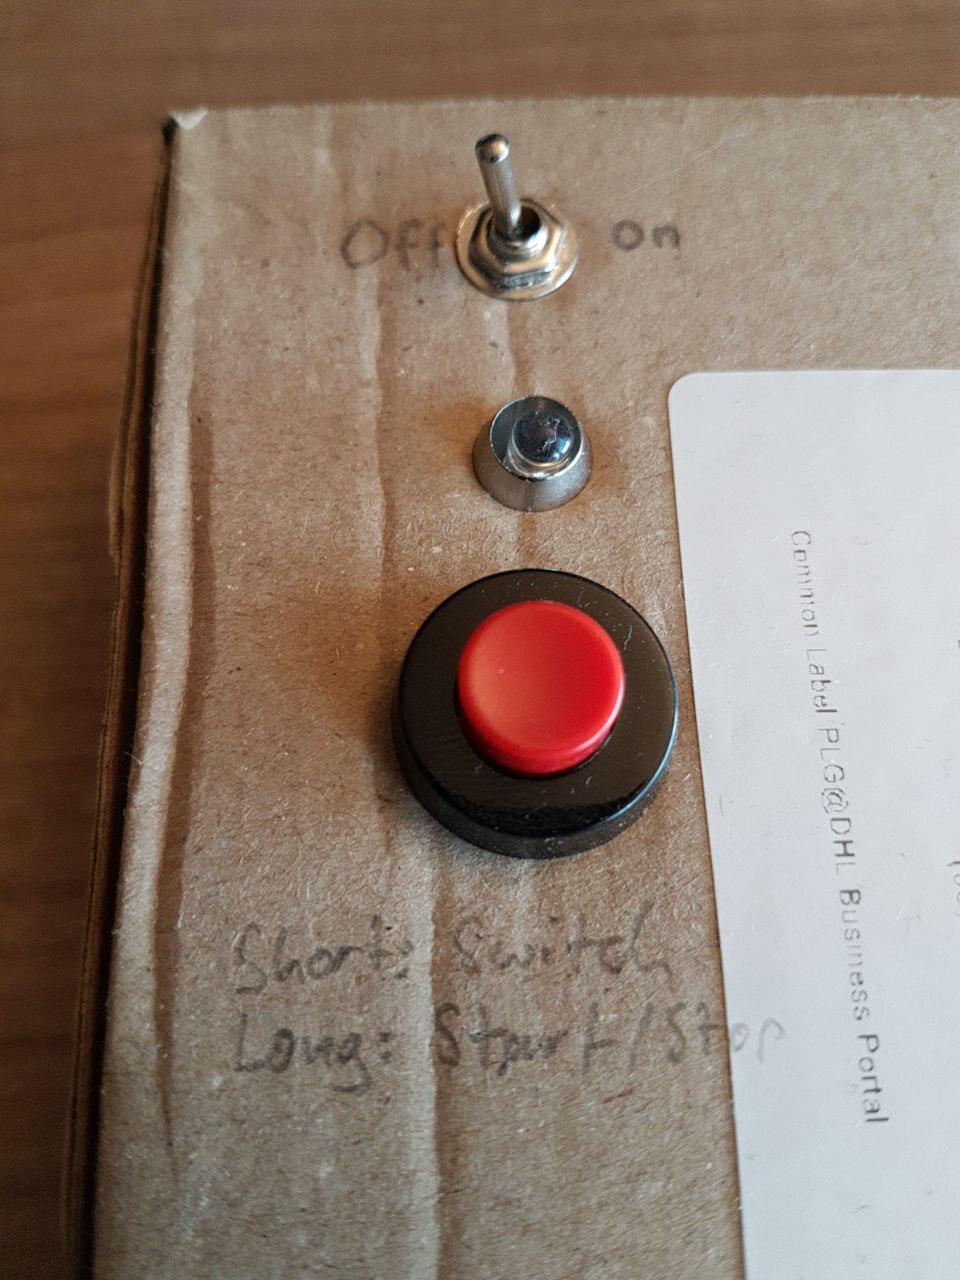 Off on
Short: Switch
Long: Start/Stop
Common Label PLG@DHL Business Portal